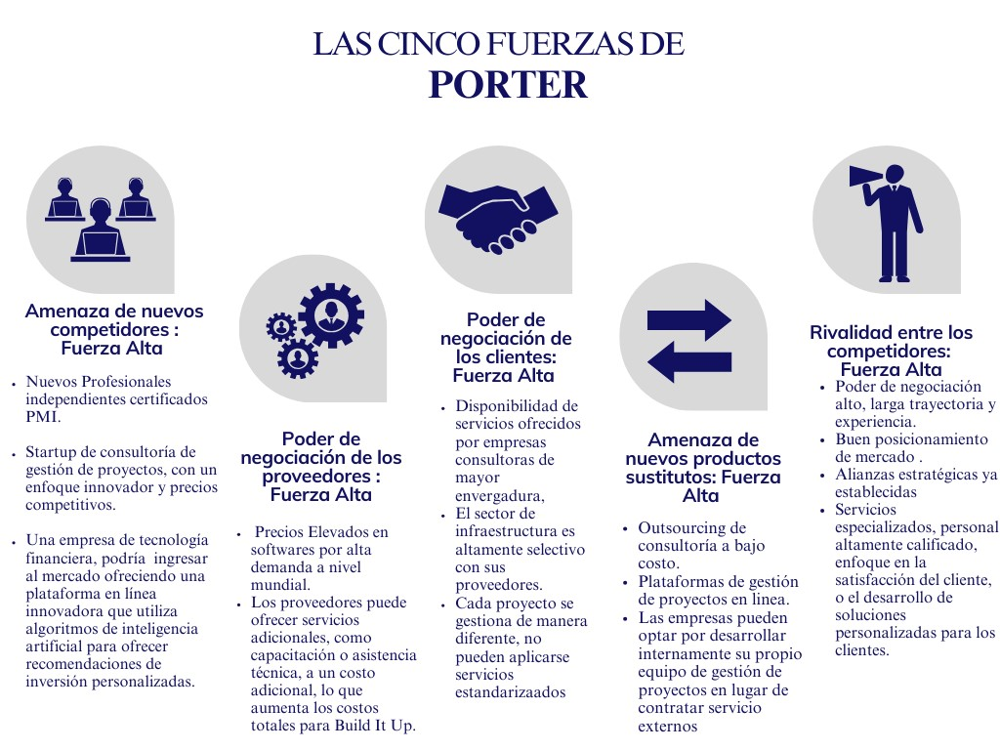 LAS CINCO FUERZAS DE
PORTER
Amenaza de nuevos
competidores :
Fuerza Alta
• Nuevos Profesionales
independientes certificados
PMI.
• Startup de consultoría de
gestión de proyectos, con un
enfoque innovador y precios
competitivos.
• Una empresa de tecnología
financiera, podría  ingresar
al mercado ofreciendo una
plataforma en línea
innovadora que utiliza
algoritmos de inteligencia
artificial para ofrecer
recomendaciones de
inversión personalizadas.
Poder de
negociación de los
proveedores :
Fuerza Alta
• Precios Elevados en
softwares por alta
demanda a nivel
mundial.
• Los proveedores puede
ofrecer servicios
adicionales, como
capacitación o asistencia
técnica, a un costo
adicional, lo que
aumenta los costos
totales para Build It Up.
Poder de
negociación de
los clientes:
Fuerza Alta
• Disponibilidad de
servicios ofrecidos
por empresas
consultoras de
mayor
envergadura,
• El sector de
infraestructura es
altamente selectivo
con sus
proveedores.
• Cada proyecto se
gestiona de manera
diferente, no
pueden aplicarse
servicios
estandarizaados
Amenaza de
nuevos productos
sustitutos: Fuerza
Alta
• Outsourcing de
consultoría a bajo
costo.
• Plataformas de gestión
de proyectos en linea.
• Las empresas pueden
optar por desarrollar
internamente su propio
equipo de gestión de
proyectos en lugar de
contratar servicio
externos
Rivalidad entre los
competidores:
Fuerza Alta
• Poder de negociación
alto, larga trayectoria y
experiencia.
• Buen posicionamiento
de mercado .
• Alianzas estratégicas ya
establecidas
• Servicios
especializados, personal
altamente calificado,
enfoque en la
satisfacción del cliente,
o el desarrollo de
soluciones
personalizadas para los
clientes.